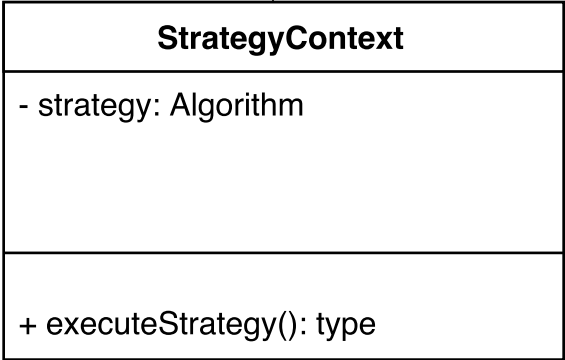 StrategyContext
- strategy: Algorithm
+ executeStrategy(): type